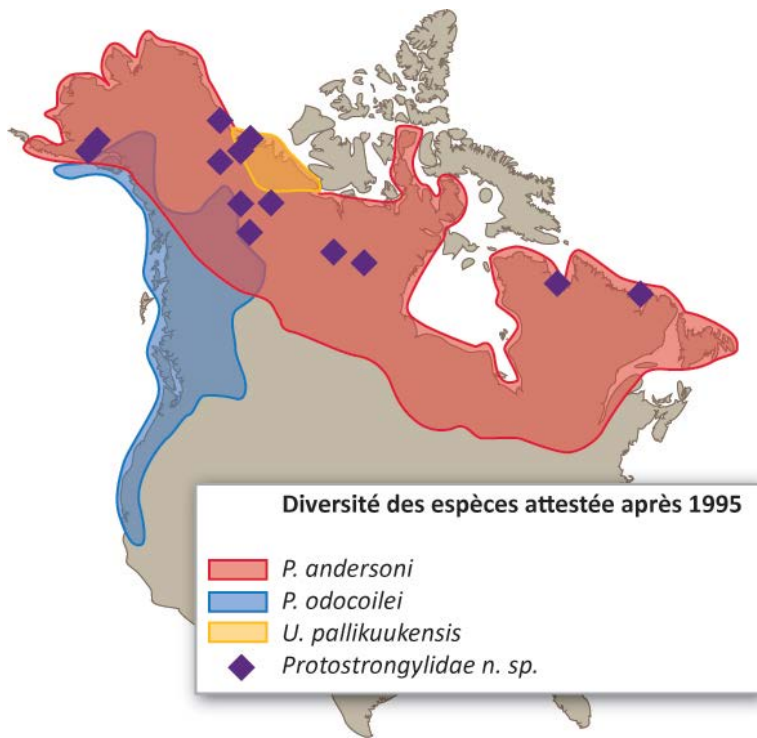 Diversité des espèces attestée après 1995
P. andersoni
P. odocoilei
U. pallikuukensis
Protostrongylidae n. sp.